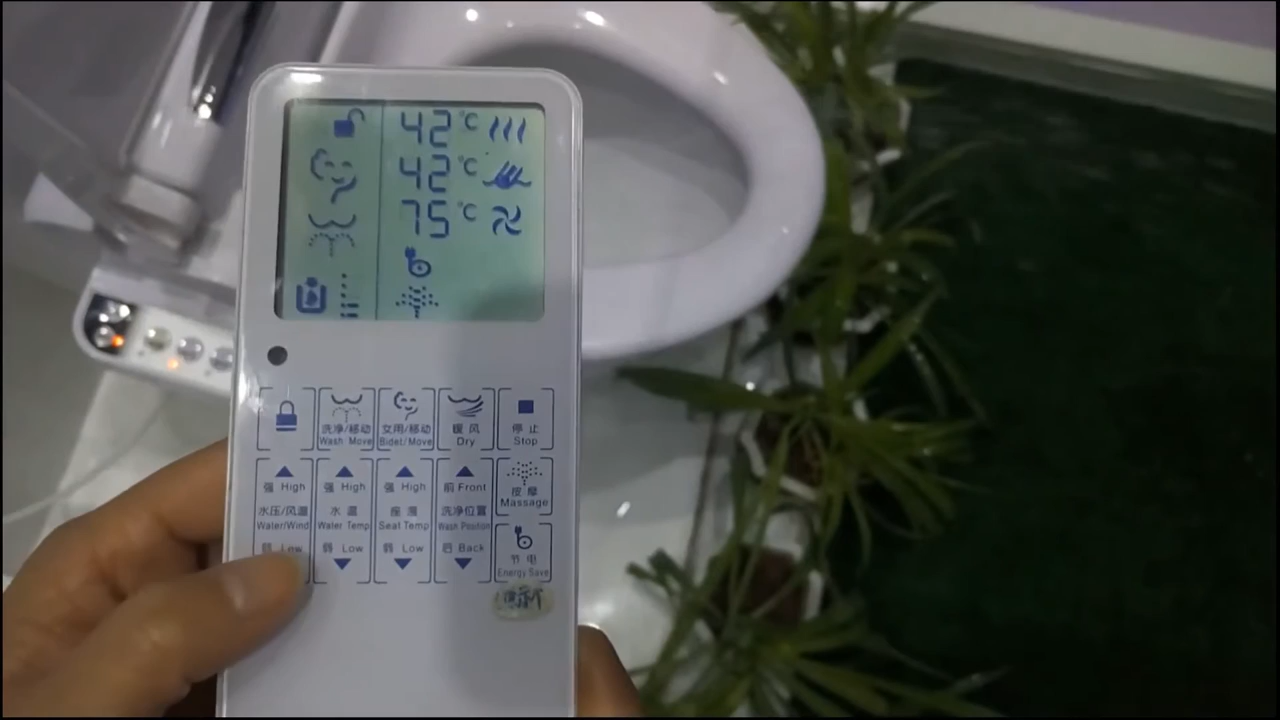 42℃
42℃
75℃
洗净/移动 女用/移动 暖风 停止
Wash/Move Bidet/Move Dry Stop
强 High 强 High 强 High 前 Front 按摩
Massage
水压/风温 水温 座温 洗净位置
Water/Wind Water Temp Seat Temp Wash Position
弱 Low 弱 Low 弱 Low 后 Back 节电
Energy Save